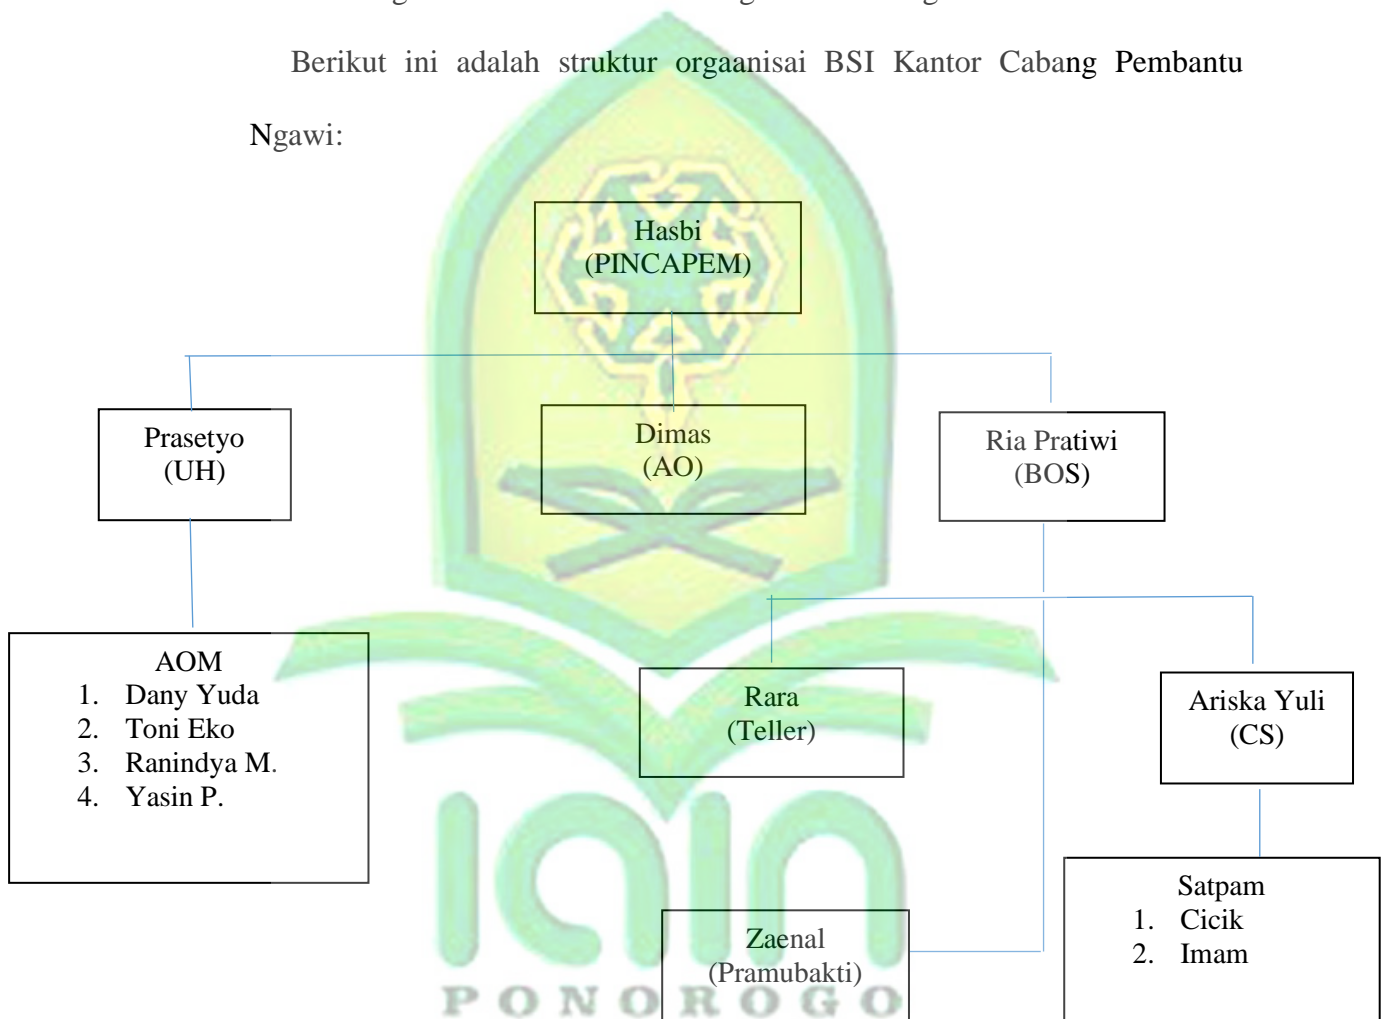 Berikut ini adalah struktur orgaanisai BSI Kantor Cabang Pembantu
Ngawi:
Hasbi
(PINCAPEM)
Prasetyo
(UH)
Dimas
(AO)
Ria Pratiwi
(BOS)
AOM
1. Dany Yuda
2. Toni Eko
3. Ranindya M.
4. Yasin P.
Rara
(Teller)
Ariska Yuli
(CS)
Zaenal
(Pramubakti)
Satpam
1. Cicik
2. Imam
IAIN
PONOROGO